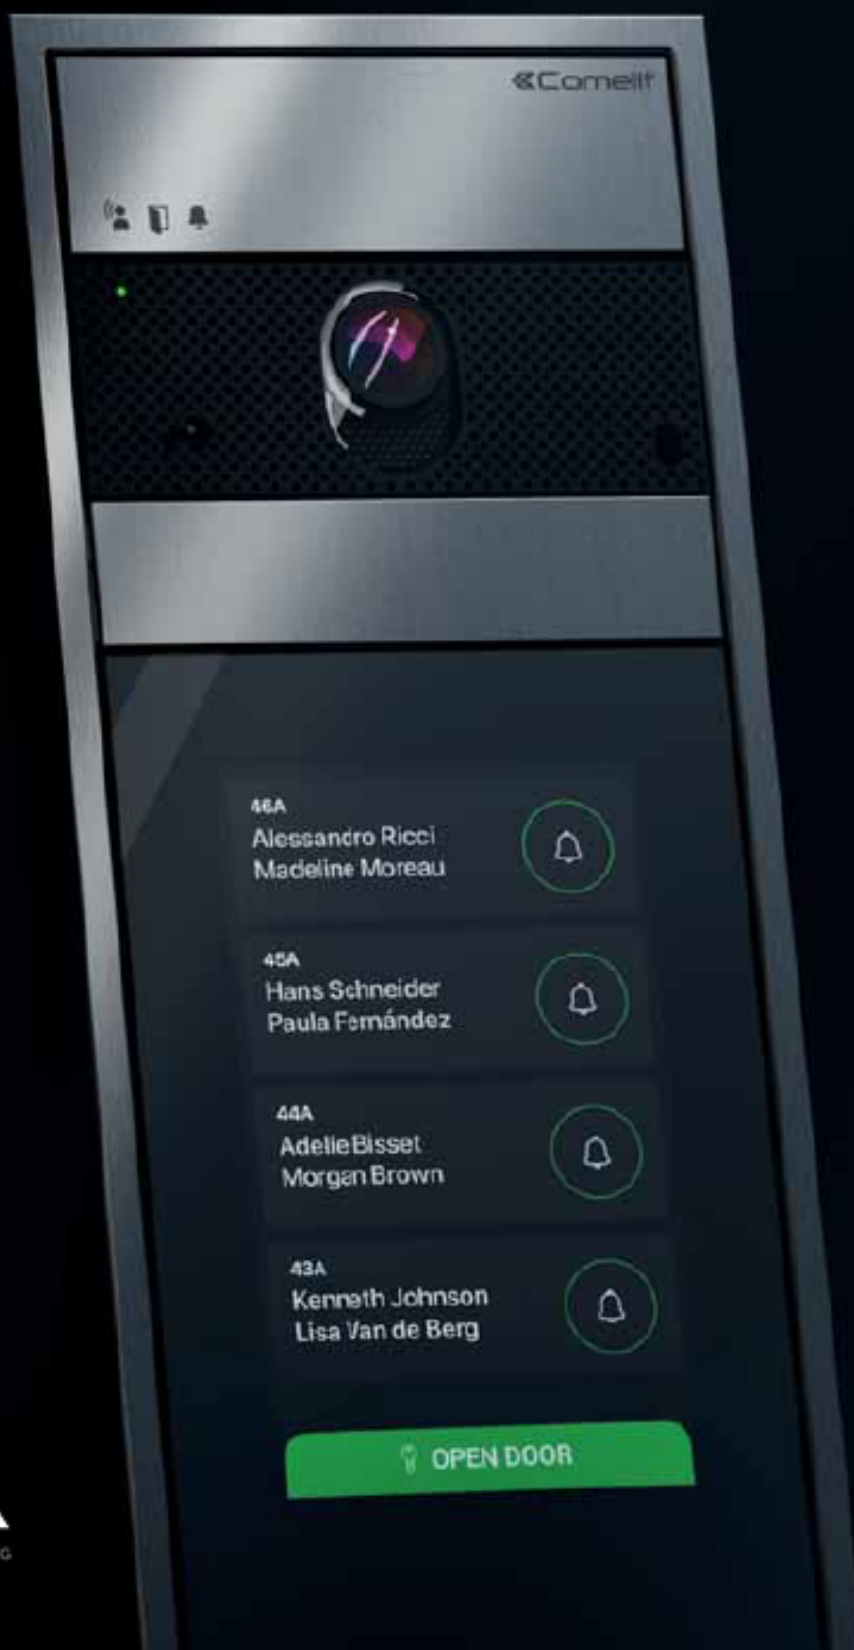 Comelit
46A
Alessandro Ricci
Madeline Moreau
45A
Hans Schneider
Paula Fernández
44A
Adelie Bisset
Morgan Brown
43A
Kenneth Johnson
Lisa Van de Berg
OPEN DOOR
G